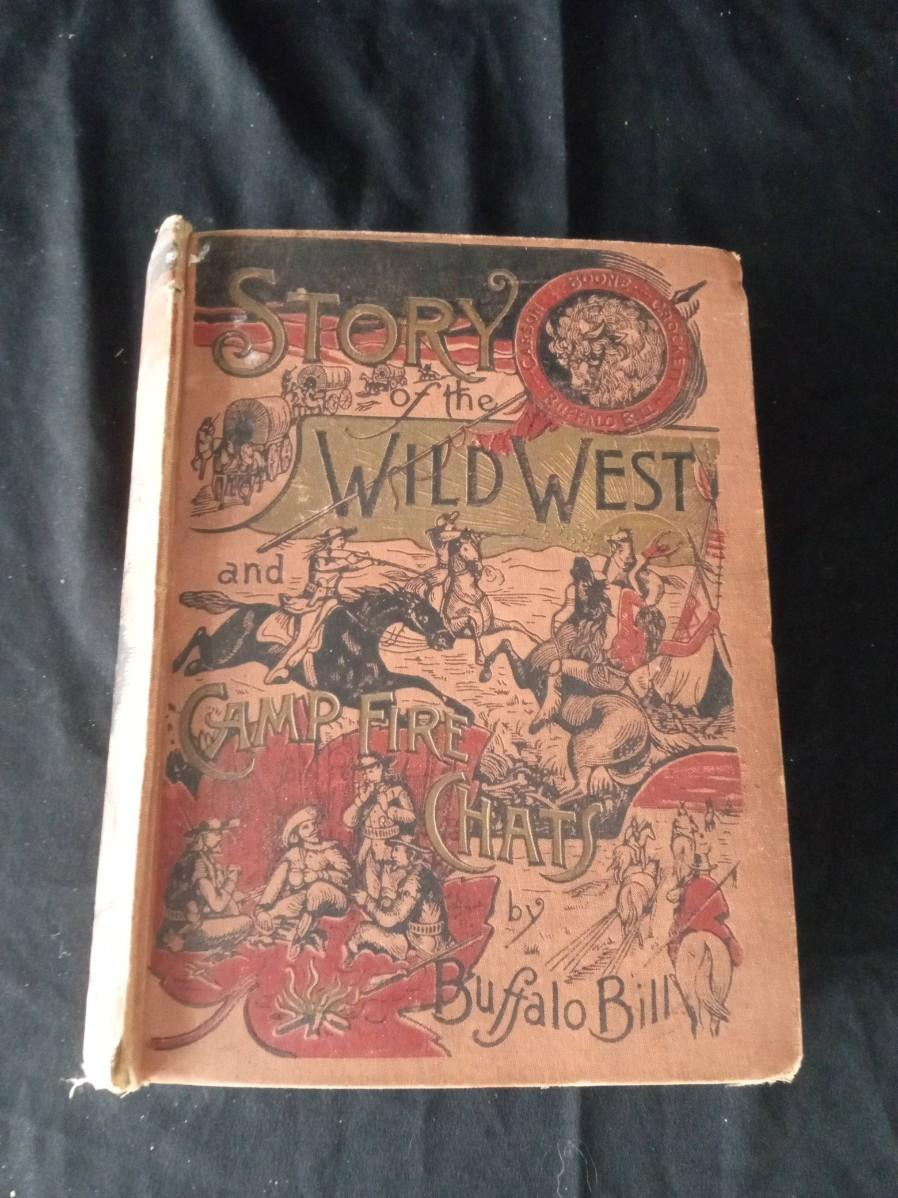 STORY
of the
WILD WEST
and
CAMP FIRE
CHATS
by
Buffalo Bill
CARSON BOONE CROCKETT
BUFFALO BILL